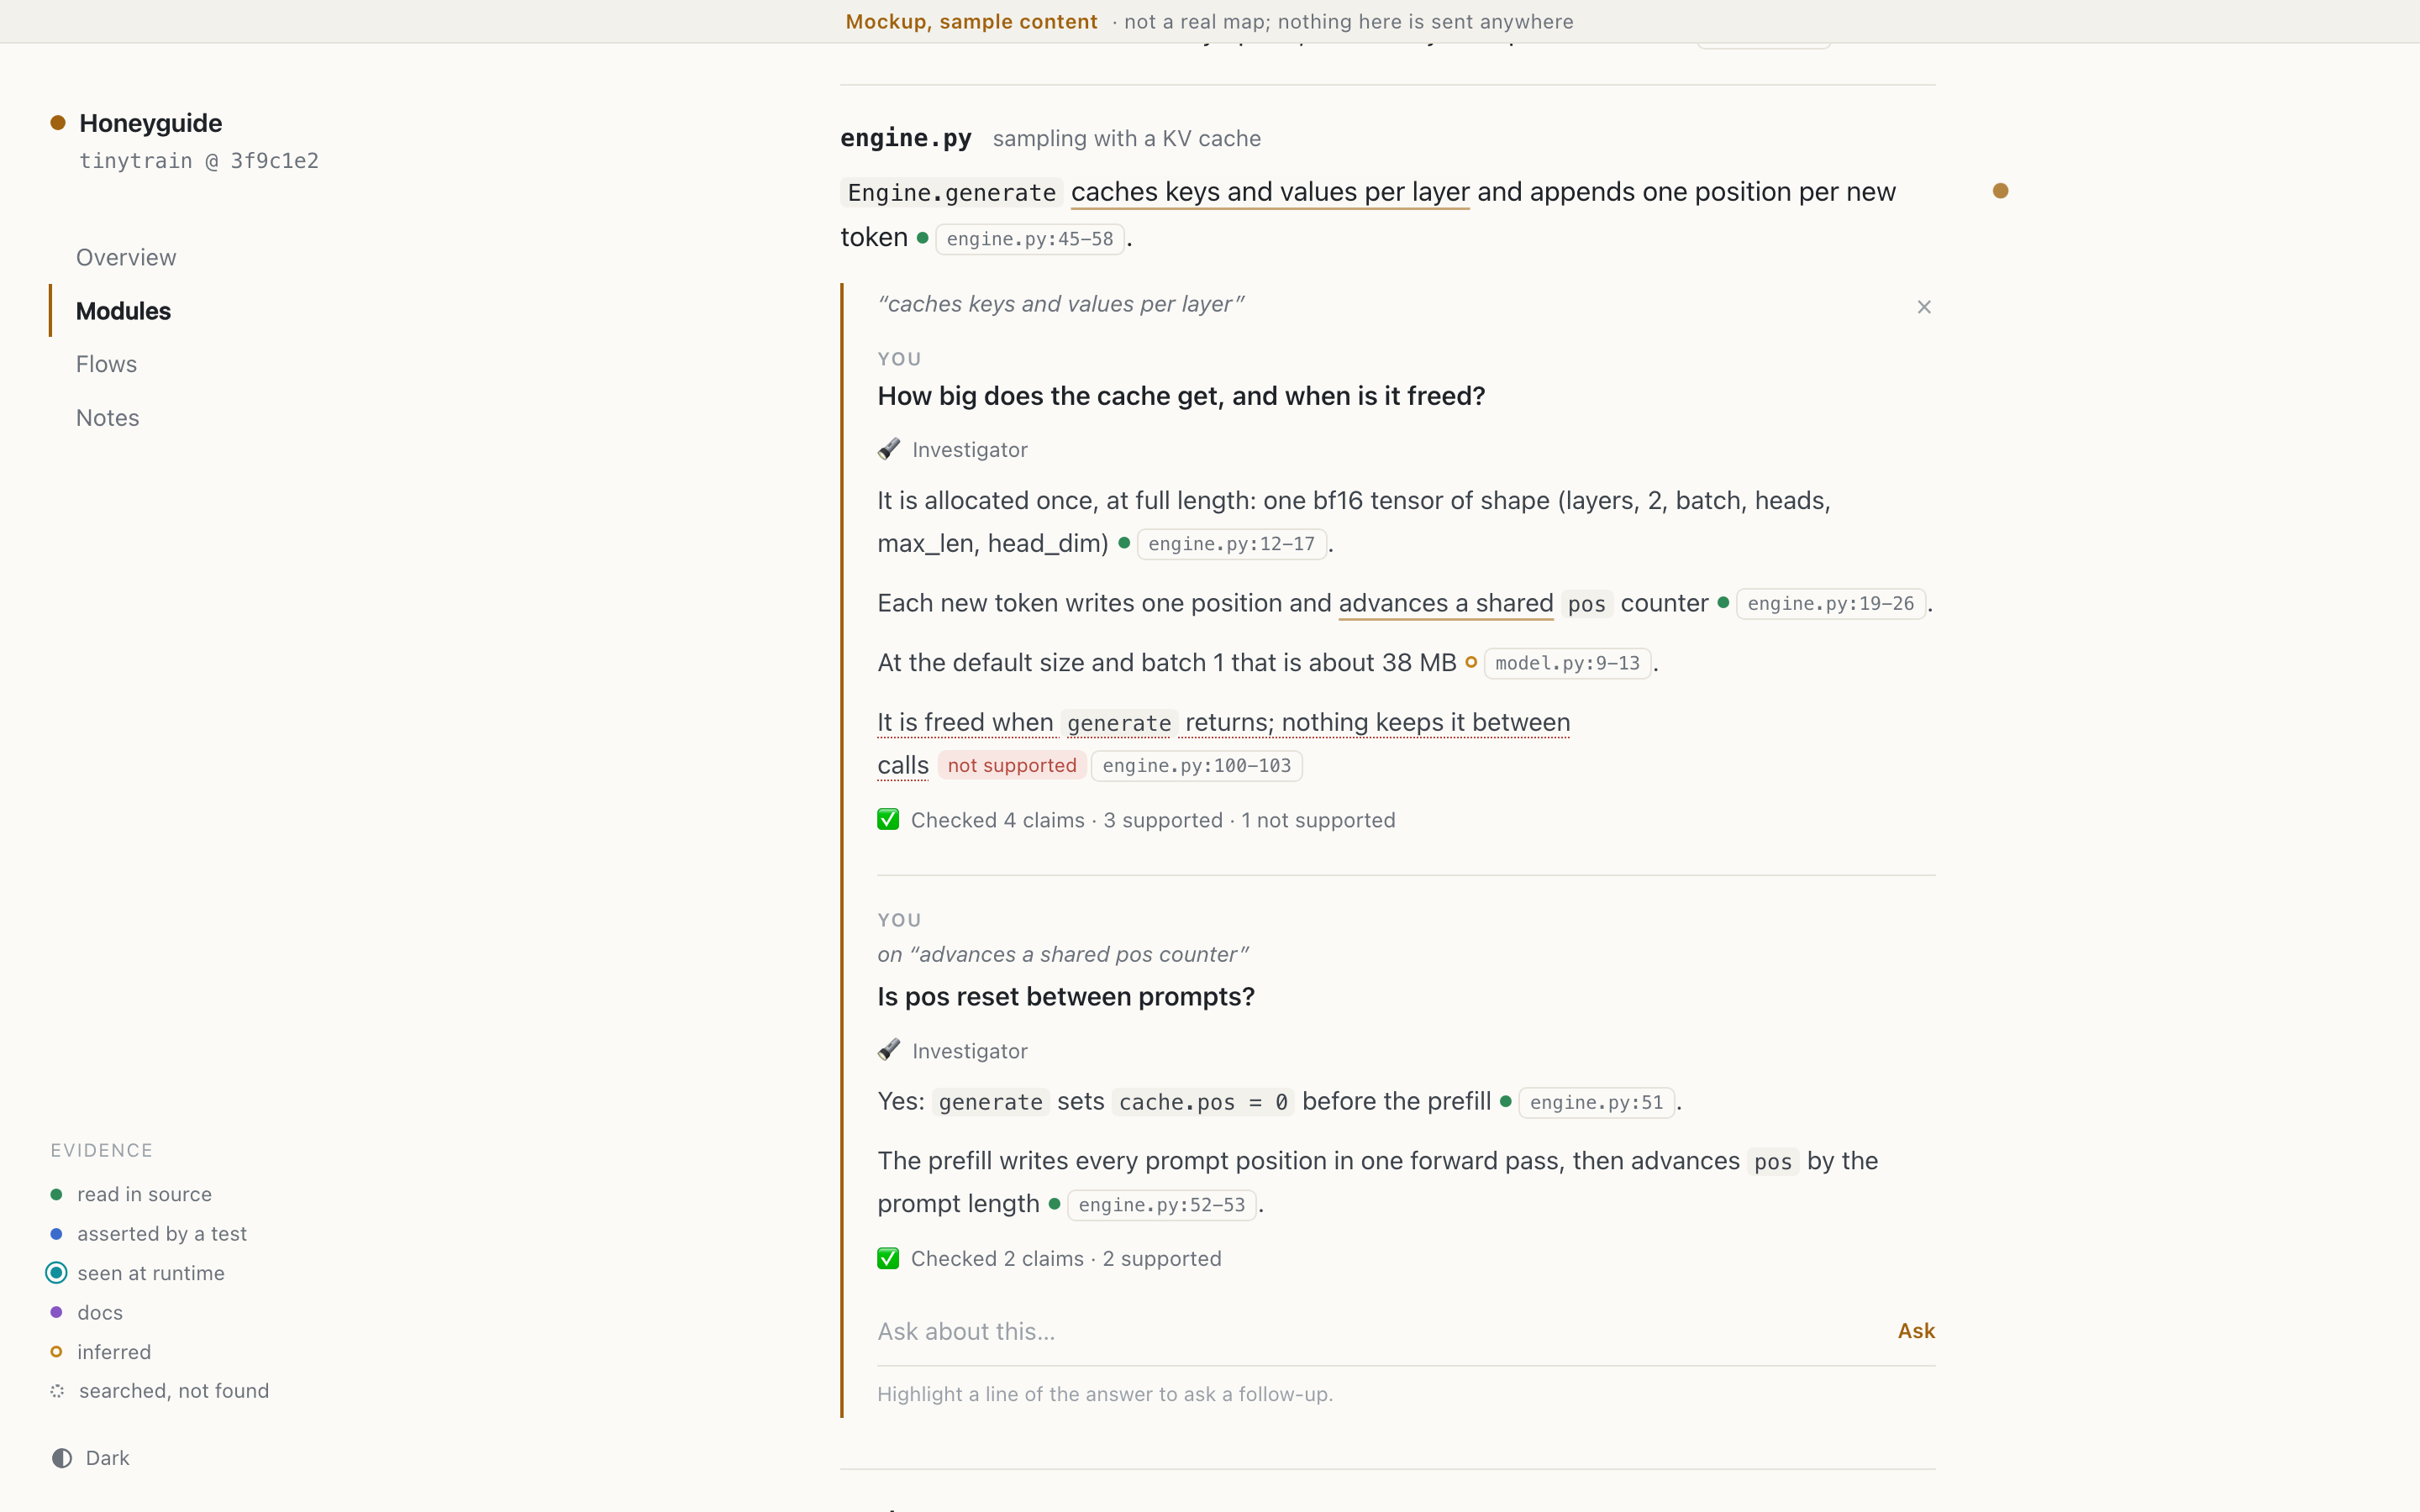 Mockup, sample content · not a real map; nothing here is sent anywhere
Honeyguide
tinytrain @ 3f9c1e2
Overview
Modules
Flows
Notes
EVIDENCE
read in source
asserted by a test
seen at runtime
docs
inferred
searched, not found
Dark
engine.py sampling with a KV cache
Engine.generate caches keys and values per layer and appends one position per new
token engine.py:45–58.
“caches keys and values per layer” ×
YOU
How big does the cache get, and when is it freed?
Investigator
It is allocated once, at full length: one bf16 tensor of shape (layers, 2, batch, heads,
max_len, head_dim) engine.py:12–17.
Each new token writes one position and advances a shared pos counter engine.py:19–26.
At the default size and batch 1 that is about 38 MB model.py:9–13.
It is freed when generate returns; nothing keeps it between
calls not supported engine.py:100–103
Checked 4 claims · 3 supported · 1 not supported
YOU
on “advances a shared pos counter”
Is pos reset between prompts?
Investigator
Yes: generate sets cache.pos = 0 before the prefill engine.py:51.
The prefill writes every prompt position in one forward pass, then advances pos by the
prompt length engine.py:52–53.
Checked 2 claims · 2 supported
Ask about this… Ask
Highlight a line of the answer to ask a follow-up.